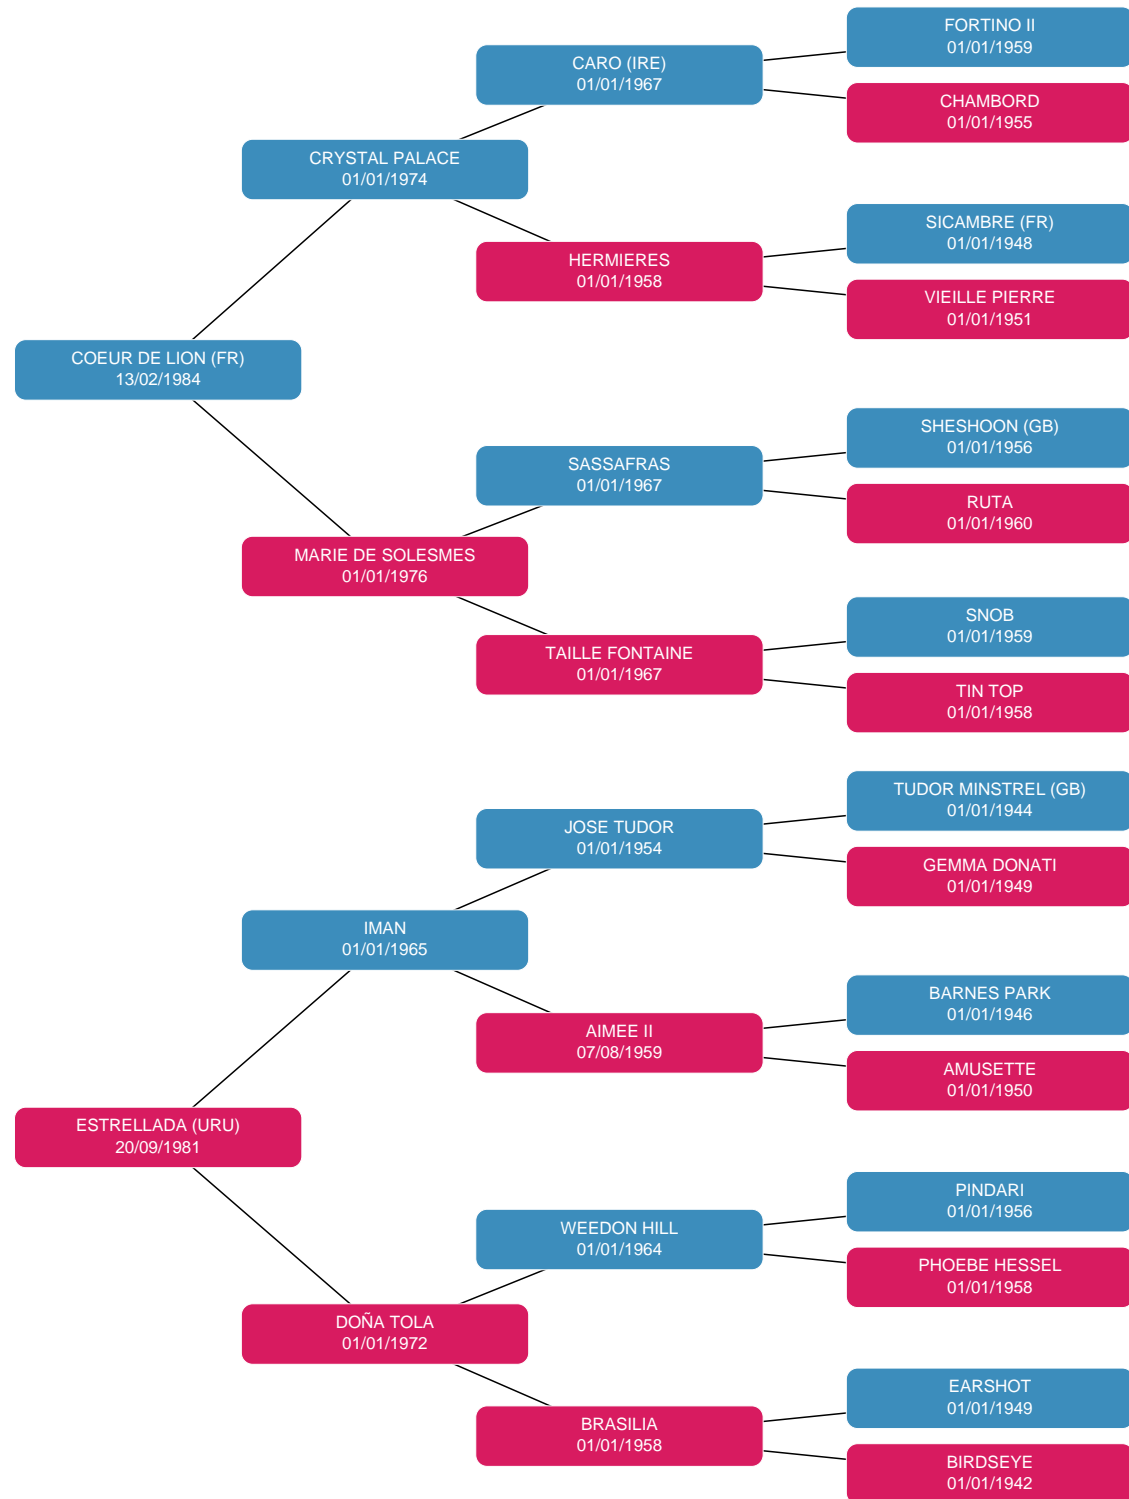 FORTINO II
01/01/1959
CARO (IRE)
01/01/1967
CHAMBORD
01/01/1955
CRYSTAL PALACE
01/01/1974
SICAMBRE (FR)
01/01/1948
HERMIERES
01/01/1958
VIEILLE PIERRE
01/01/1951
COEUR DE LION (FR)
13/02/1984
SHESHOON (GB)
01/01/1956
SASSAFRAS
01/01/1967
RUTA
01/01/1960
MARIE DE SOLESMES
01/01/1976
SNOB
01/01/1959
TAILLE FONTAINE
01/01/1967
TIN TOP
01/01/1958
TUDOR MINSTREL (GB)
01/01/1944
JOSE TUDOR
01/01/1954
GEMMA DONATI
01/01/1949
IMAN
01/01/1965
BARNES PARK
01/01/1946
AIMEE II
07/08/1959
AMUSETTE
01/01/1950
ESTRELLADA (URU)
20/09/1981
PINDARI
01/01/1956
WEEDON HILL
01/01/1964
PHOEBE HESSEL
01/01/1958
DOÑA TOLA
01/01/1972
EARSHOT
01/01/1949
BRASILIA
01/01/1958
BIRDSEYE
01/01/1942